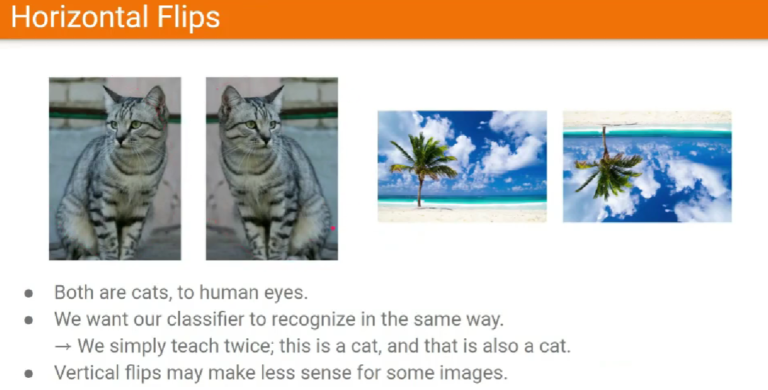 Horizontal Flips
● Both are cats, to human eyes.
● We want our classifier to recognize in the same way.
→ We simply teach twice; this is a cat, and that is also a cat.
● Vertical flips may make less sense for some images.